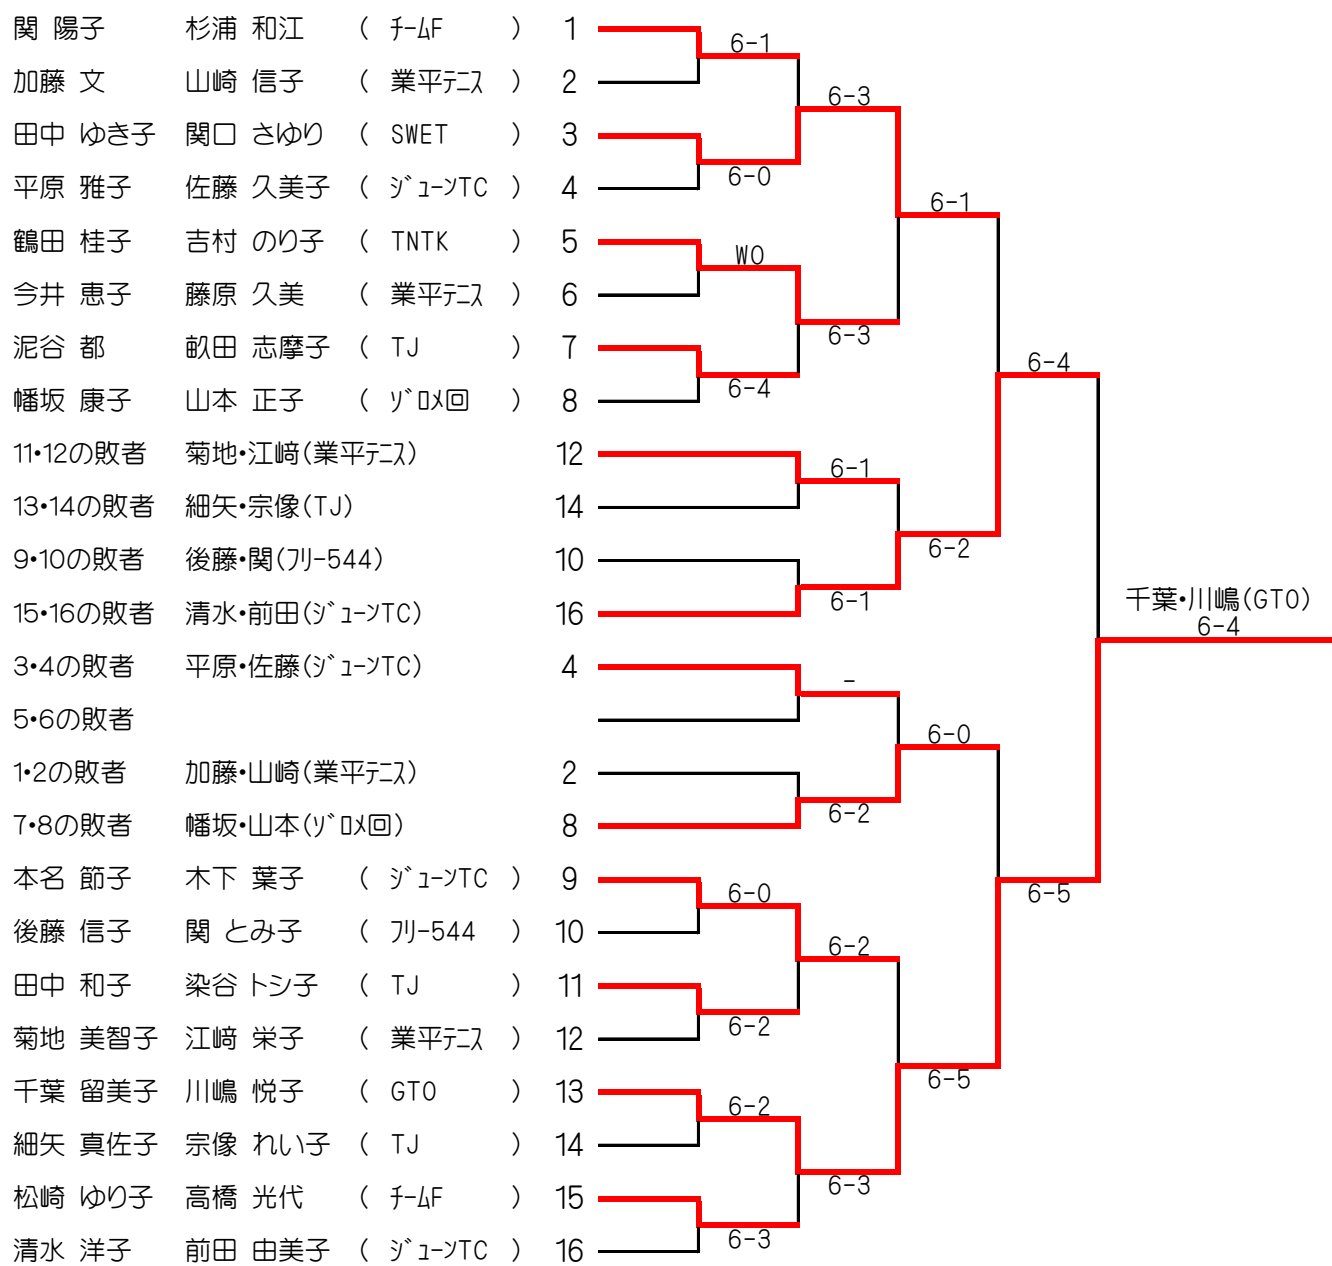 関 陽子 杉浦 和江 ( ﾁｰﾑF ) 1
6-1
加藤 文 山崎 信子 ( 業平ﾃﾆｽ ) 2
6-3
田中 ゆき子 関口 さゆり ( SWET ) 3
6-0
平原 雅子 佐藤 久美子 ( ｼﾞｭｰﾝTC ) 4
6-1
鶴田 桂子 吉村 のり子 ( TNTK ) 5
WO
今井 恵子 藤原 久美 ( 業平ﾃﾆｽ ) 6
6-3
泥谷 都 畝田 志摩子 ( TJ ) 7
6-4
6-4
幡坂 康子 山本 正子 ( ｿﾞﾛﾒ回 ) 8
11・12の敗者 菊地・江﨑(業平ﾃﾆｽ) 12
6-1
13・14の敗者 細矢・宗像(TJ) 14
6-2
9・10の敗者 後藤・関(ﾌﾘｰ544) 10
6-1
15・16の敗者 清水・前田(ｼﾞｭｰﾝTC) 16
千葉・川嶋(GTO)
6-4
3・4の敗者 平原・佐藤(ｼﾞｭｰﾝTC) 4
-
5・6の敗者
6-0
1・2の敗者 加藤・山崎(業平ﾃﾆｽ) 2
6-2
7・8の敗者 幡坂・山本(ｿﾞﾛﾒ回) 8
本名 節子 木下 葉子 ( ｼﾞｭｰﾝTC ) 9
6-0
6-5
後藤 信子 関 とみ子 ( ﾌﾘｰ544 ) 10
6-2
田中 和子 染谷 トシ子 ( TJ ) 11
6-2
菊地 美智子 江﨑 栄子 ( 業平ﾃﾆｽ ) 12
6-5
千葉 留美子 川嶋 悦子 ( GTO ) 13
6-2
細矢 真佐子 宗像 れい子 ( TJ ) 14
6-3
松崎 ゆり子 高橋 光代 ( ﾁｰﾑF ) 15
6-3
清水 洋子 前田 由美子 ( ｼﾞｭｰﾝTC ) 16